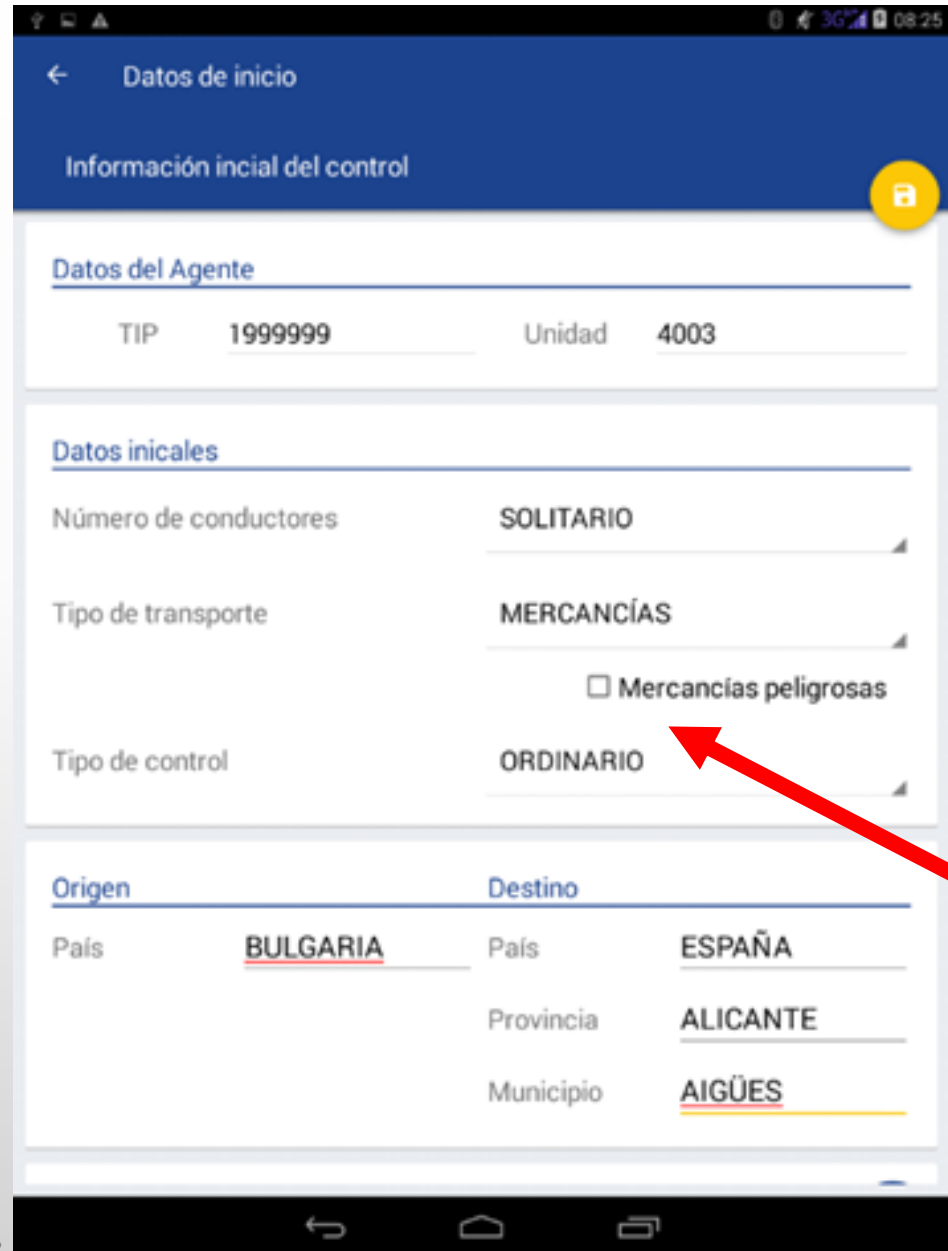 3G 08:25
Datos de inicio
Información incial del control
Datos del Agente
TIP 1999999 Unidad 4003
Datos inicales
Número de conductores SOLITARIO
Tipo de transporte MERCANCÍAS
Mercancías peligrosas
Tipo de control ORDINARIO
Origen Destino
País BULGARIA País ESPAÑA
Provincia ALICANTE
Municipio AIGÜES